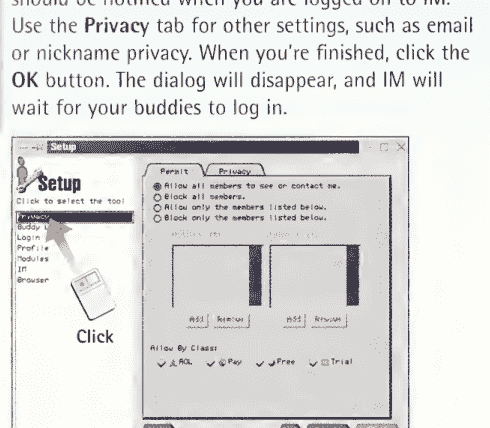 should be notified when you are logged on to IM.
Use the Privacy tab for other settings, such as email
or nickname privacy. When you're finished, click the
OK button. The dialog will disappear, and IM will
wait for your buddies to log in.
Setup
Setup
Click to select the tool
Privacy
Buddy
Login
Profile
Modules
IM
Browser
Click
Permit Privacy
Allow all members to see or contact me.
Block all members.
Allow only the members listed below.
Block only the members listed below.
Add Remove Add Remove
Allow By Class:
AOL Pay Free Trial